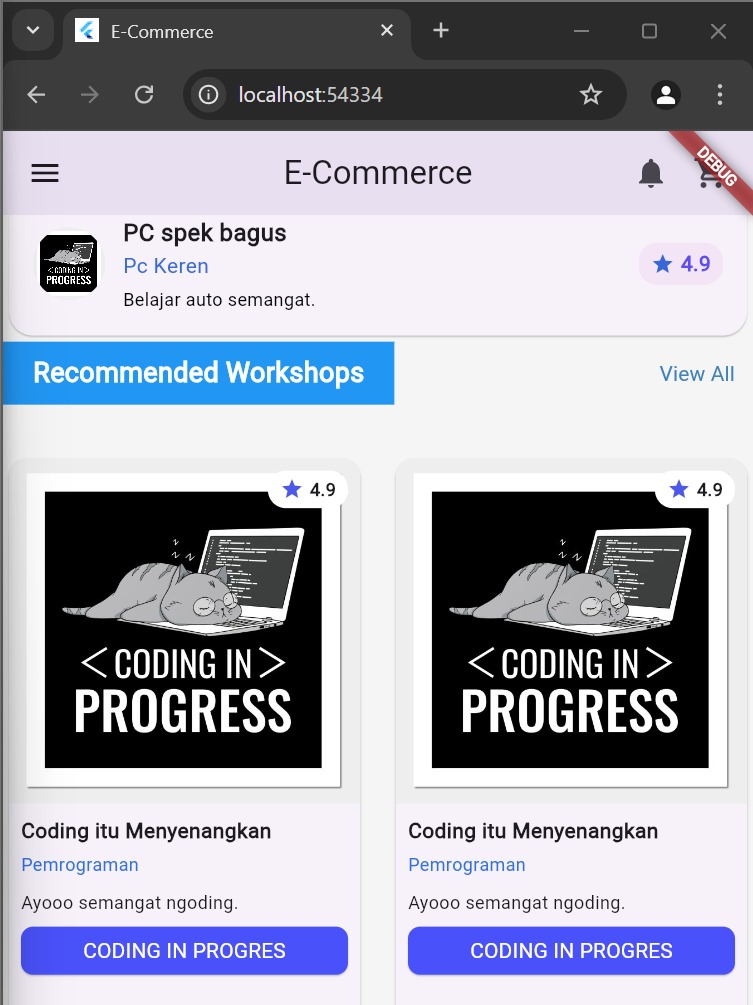 E-Commerce
localhost:54334
E-Commerce
DEBUG
PC spek bagus
Pc Keren
Belajar auto semangat.
4.9
<CODING IN>
PROGRESS
Recommended Workshops
View All
4.9
z z z
<CODING IN>
PROGRESS
Coding itu Menyenangkan
Pemrograman
Ayooo semangat ngoding.
CODING IN PROGRES
4.9
z z z
<CODING IN>
PROGRESS
Coding itu Menyenangkan
Pemrograman
Ayooo semangat ngoding.
CODING IN PROGRES